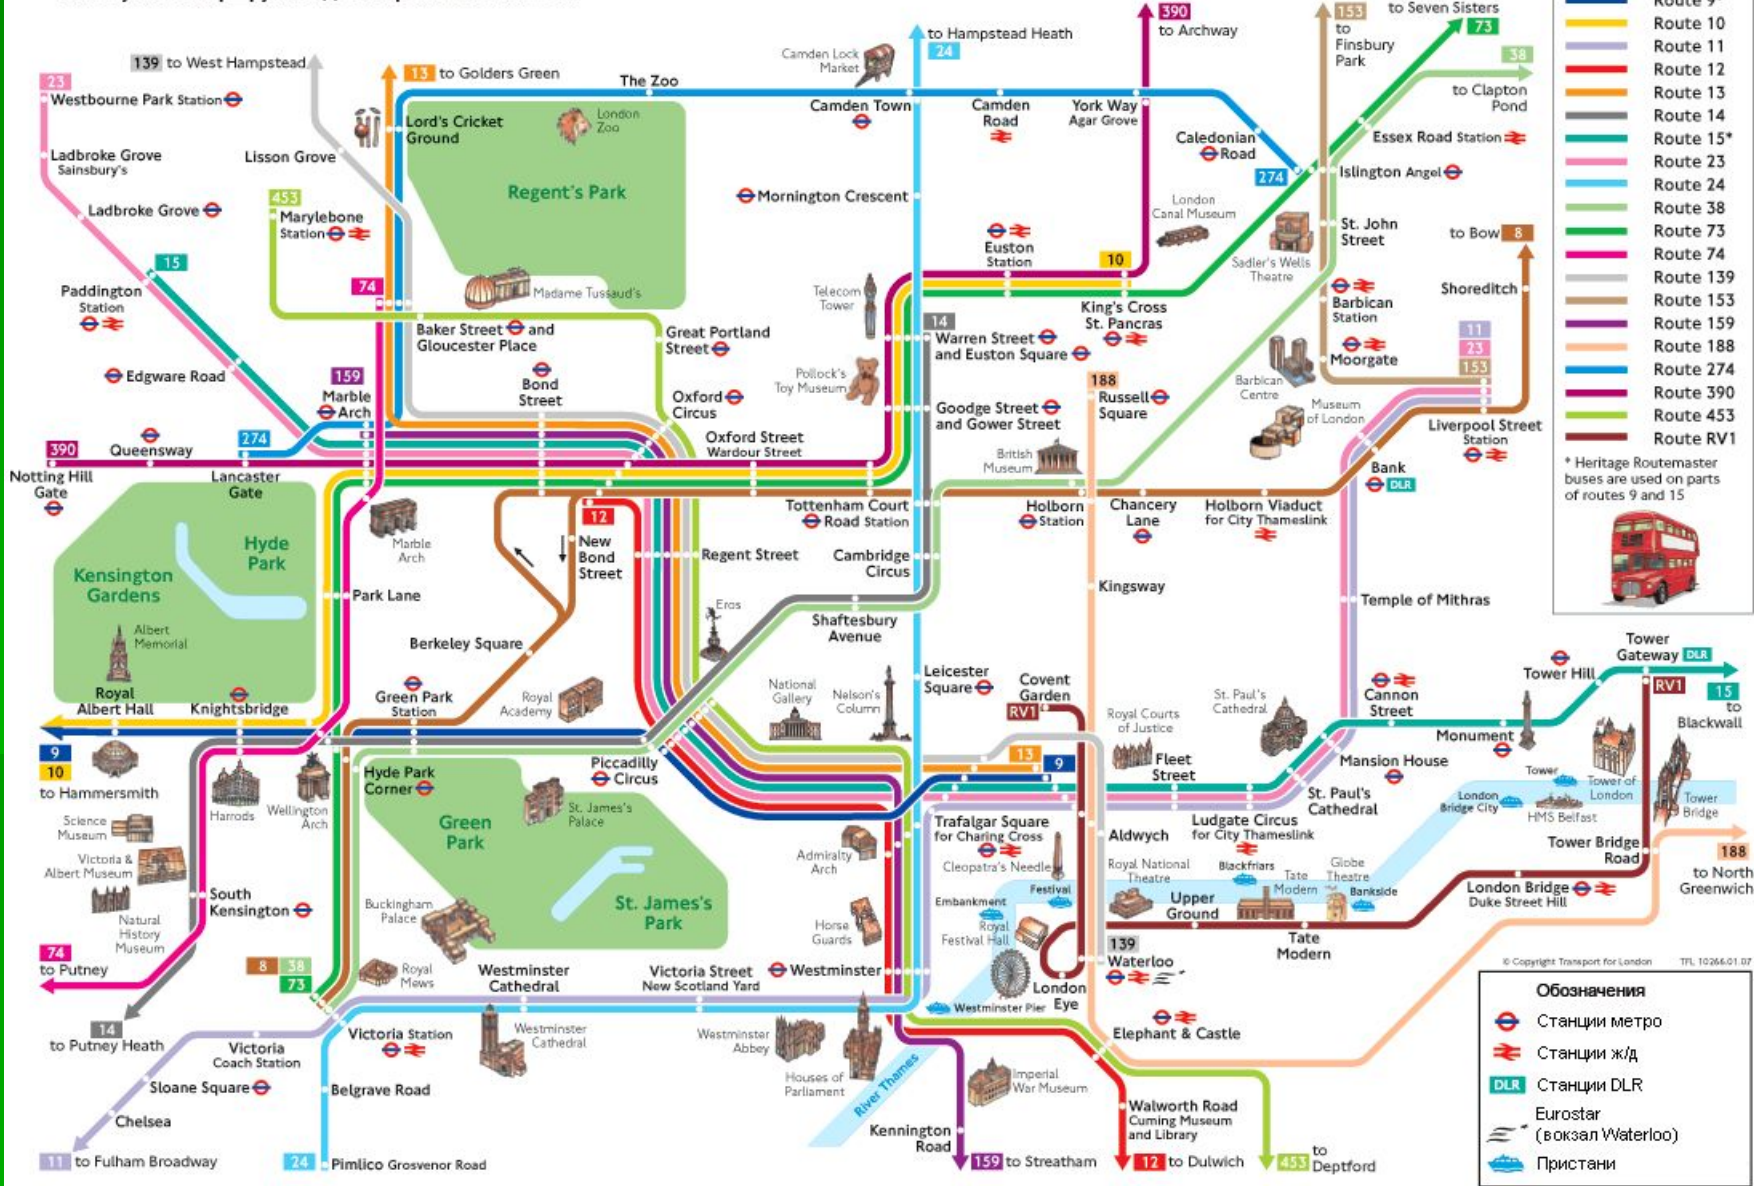 139 to West Hampstead
13 to Golders Green
The Zoo
Camden Lock
Market
to Hampstead Heath
24
390
to Archway
153
to
Finsbury
Park
to Seven Sisters
73
38
to Clapton
Pond
23
Westbourne Park Station
Ladbroke Grove
Sainsbury's
Ladbroke Grove
Lisson Grove
Lord's Cricket
Ground
London
Zoo
Regent's Park
Camden Town
Camden
Road
York Way
Agar Grove
Caledonian
Road
274
Essex Road Station
Islington Angel
453
Marylebone
Station
Mornington Crescent
London
Canal Museum
Euston
Station
10
Sadler's Wells
Theatre
St. John
Street
to Bow 8
Shoreditch
15
Paddington
Station
74
Madame Tussaud's
Telecom
Tower
King's Cross
St. Pancras
Barbican
Station
Moorgate
11
23
153
Baker Street and
Gloucester Place
Great Portland
Street
14
Warren Street
and Euston Square
Edgware Road
159
Marble
Arch
Bond
Street
Oxford
Circus
Pollock's
Toy Museum
Goodge Street
and Gower Street
188
Russell
Square
Barbican
Centre
Museum
of London
Liverpool Street
Station
390
Queensway
274
Notting Hill
Gate
Lancaster
Gate
Oxford Street
Wardour Street
British
Museum
Bank
DLR
Hyde
Park
Kensington
Gardens
Albert
Memorial
Marble
Arch
12
New
Bond
Street
Regent Street
Tottenham Court
Road Station
Holborn
Station
Chancery
Lane
Holborn Viaduct
for City Thameslink
Cambridge
Circus
Park Lane
Kingsway
Temple of Mithras
Berkeley Square
Eros
Shaftesbury
Avenue
Royal
Albert Hall
Knightsbridge
Green Park
Station
Royal
Academy
National
Gallery
Nelson's
Column
Leicester
Square
Covent
Garden
RV1
Royal Courts
of Justice
St. Paul's
Cathedral
Cannon
Street
Tower Hill
Tower
Gateway DLR
RV1
15
to
Blackwall
9
10
to Hammersmith
Harrods
Wellington
Arch
Hyde Park
Corner
Piccadilly
Circus
13
9
Fleet
Street
Monument
Mansion House
St. Paul's
Cathedral
Tower
Tower of
London
London
Bridge City
HMS Belfast
Tower
Bridge
Science
Museum
Victoria &
Albert Museum
Natural
History
Museum
South
Kensington
Green
Park
St. James's
Palace
St. James's
Park
Buckingham
Palace
Admiralty
Arch
Horse
Guards
Trafalgar Square
for Charing Cross
Cleopatra's Needle
Aldwych
Ludgate Circus
for City Thameslink
Royal National
Theatre
Blackfriars
Tate
Modern
Globe
Theatre
Bankside
Festival
Embankment
Royal
Festival Hall
Upper
Ground
Tate
Modern
London Bridge
Duke Street Hill
Tower Bridge
Road
188
to North
Greenwich
74
to Putney
14
to Putney Heath
8 38
73
Royal
Mews
Westminster
Cathedral
Victoria Street
New Scotland Yard
Westminster
139
Waterloo
London
Eye
Westminster Pier
Elephant & Castle
Victoria
Coach Station
Victoria Station
Westminster
Cathedral
Westminster
Abbey
Houses of
Parliament
River Thames
Imperial
War Museum
Sloane Square
Belgrave Road
Chelsea
Kennington
Road
Walworth Road
Cuming Museum
and Library
11 to Fulham Broadway
24 Pimlico Grosvenor Road
159 to Streatham
12 to Dulwich
453 to
Deptford
Route 9*
Route 10
Route 11
Route 12
Route 13
Route 14
Route 15*
Route 23
Route 24
Route 38
Route 73
Route 74
Route 139
Route 153
Route 159
Route 188
Route 274
Route 390
Route 453
Route RV1
* Heritage Routemaster
buses are used on parts
of routes 9 and 15
© Copyright Transport for London TFL 10266.01.07
Обозначения
Станции метро
Станции ж/д
DLR Станции DLR
Eurostar
(вокзал Waterloo)
Пристани